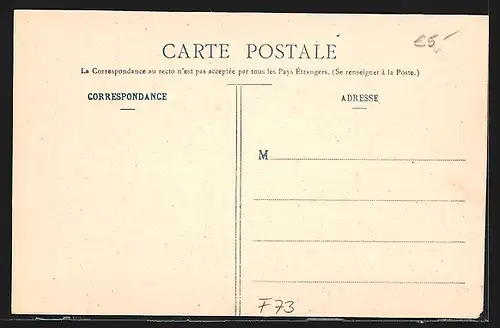 CARTE POSTALE
€5
La Correspondance au recto n'est pas acceptée par tous les Pays Étrangers. (Se renseigner à la Poste.)
CORRESPONDANCE
ADRESSE
M
F73